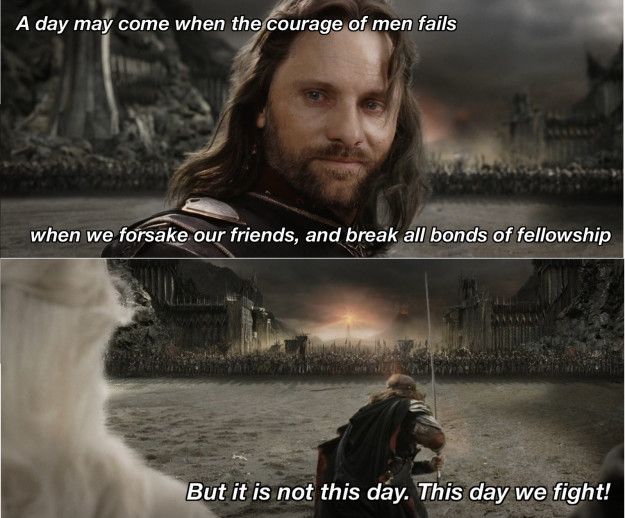 A day may come when the courage of men fails
when we forsake our friends, and break all bonds of fellowship
But it is not this day. This day we fight!